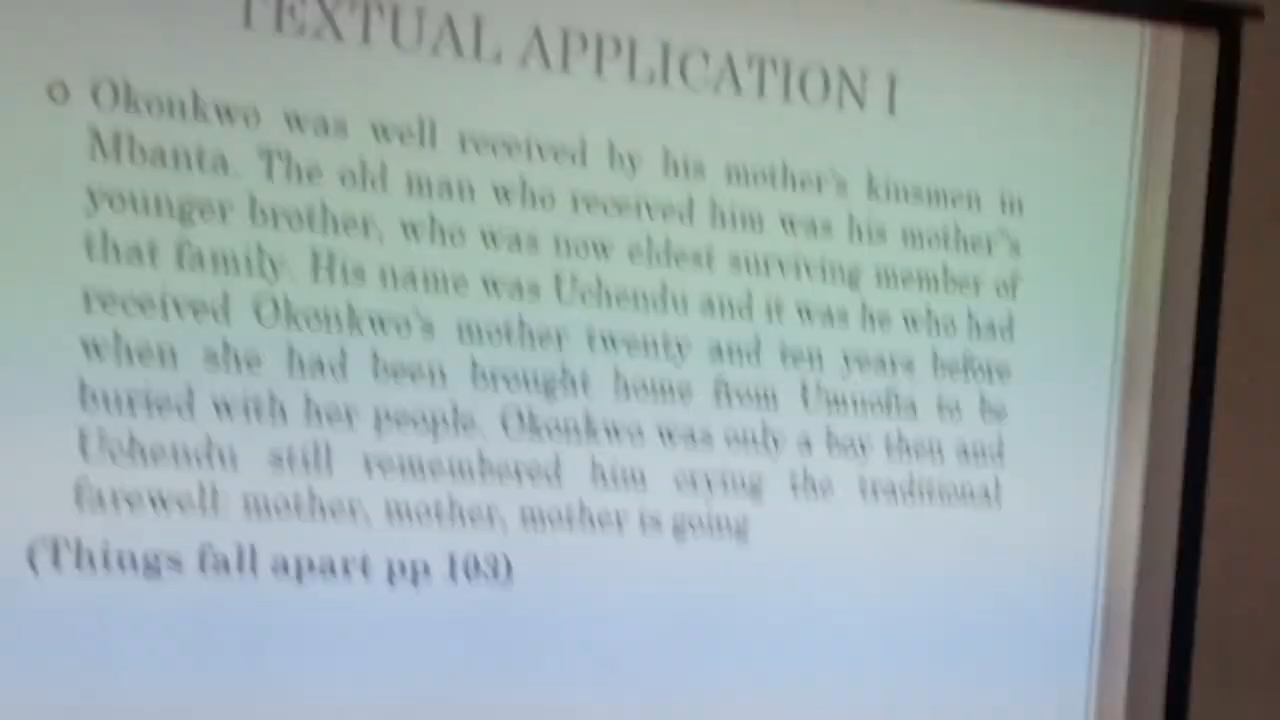 TEXTUAL APPLICATION I
o Okonkwo was well received by his mother's kinsmen in
Mbanta. The old man who received him was his mother's
younger brother, who was now eldest surviving member of
that family. His name was Uchendu and it was he who had
received Okonkwo's mother twenty and ten years before
when she had been brought home from Umuofia to be
buried with her people. Okonkwo was only a boy then and
Uchendu still remembered him crying the traditional
farewell: mother, mother, mother is going
(Things fall apart pp 103)